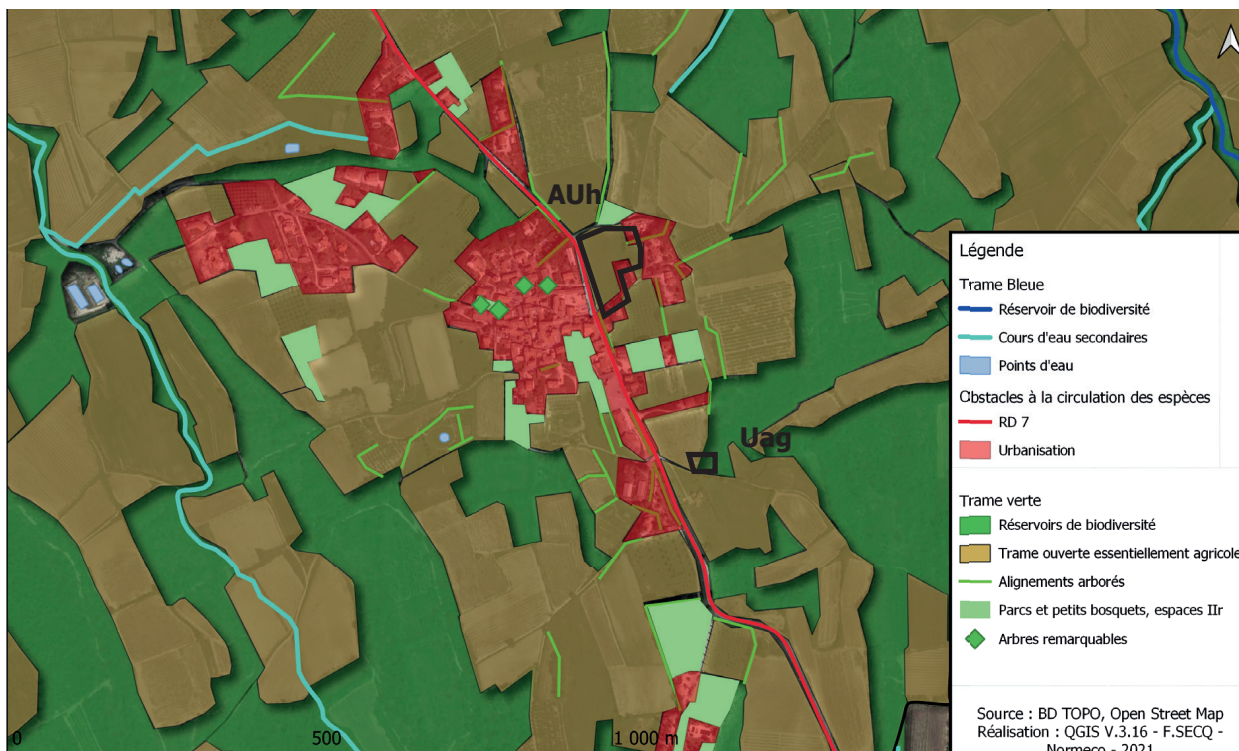 AUh
Uag
0
500
1 000 m
Légende
Trame Bleue
Réservoir de biodiversité
Cours d'eau secondaires
Points d'eau
Obstacles à la circulation des espèces
RD 7
Urbanisation
Trame verte
Réservoirs de biodiversité
Trame ouverte essentiellement agricole
Alignements arborés
Parcs et petits bosquets, espaces IIr
Arbres remarquables
Source : BD TOPO, Open Street Map
Réalisation : QGIS V.3.16 - F.SECQ -
Normeco - 2021